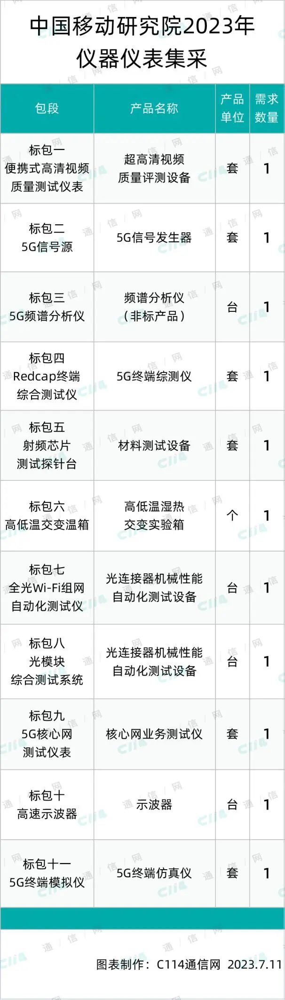 中国移动研究院2023年
仪器仪表集采
包段
产品名称
产品
单位
需求
数量
标包一
便携式高清视频
质量测试仪表
超高清视频
质量评测设备
套
1
标包二
5G信号源
5G信号发生器
套
1
标包三
5G频谱分析仪
频谱分析仪
（非标产品）
台
1
标包四
Redcap终端
综合测试仪
5G终端综测仪
套
1
标包五
射频芯片
测试探针台
材料测试设备
套
1
标包六
高低温交变温箱
高低温湿热
交变实验箱
个
1
标包七
全光Wi-Fi组网
自动化测试仪
光连接器机械性能
自动化测试设备
台
1
标包八
光模块
综合测试系统
光连接器机械性能
自动化测试设备
台
1
标包九
5G核心网
测试仪表
核心网业务测试仪
套
1
标包十
高速示波器
示波器
台
1
标包十一
5G终端模拟仪
5G终端仿真仪
套
1
图表制作：C114通信网 2023.7.11